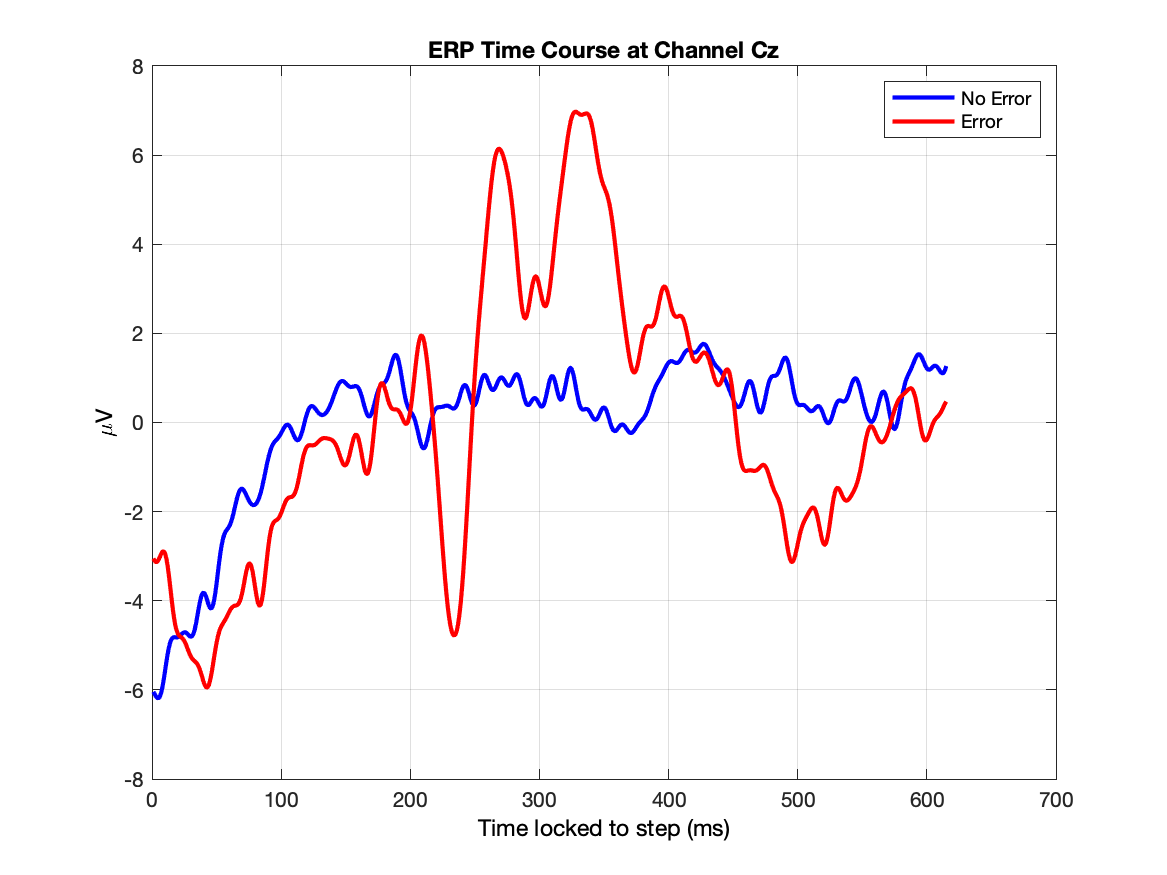 ERP Time Course at Channel Cz
8
6
4
2
0
-2
-4
-6
-8
μV
No Error
Error
0 100 200 300 400 500 600 700
Time locked to step (ms)